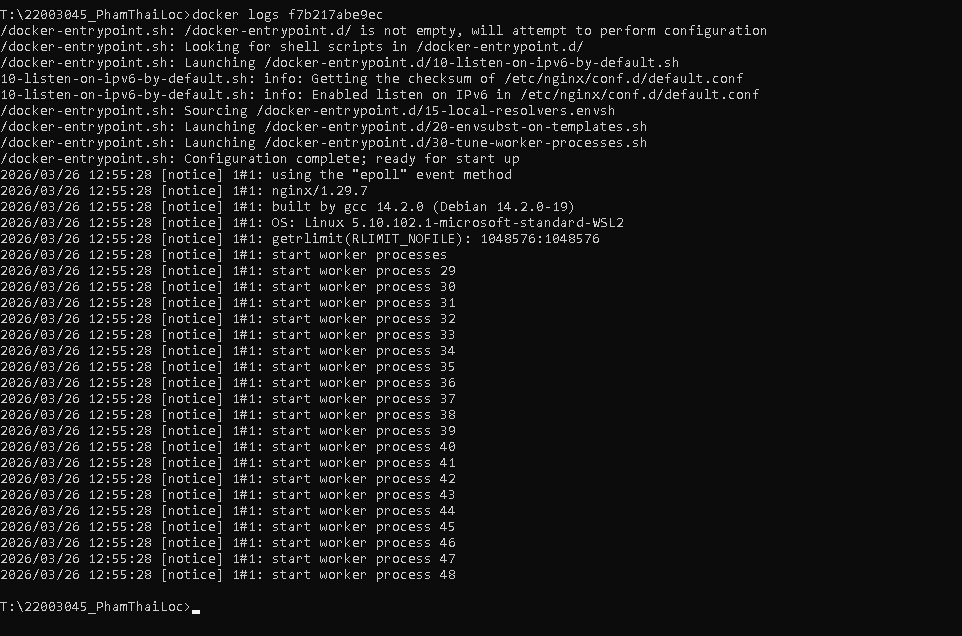 T:\22003045_PhamThaiLoc>docker logs f7b217abe9ec
/docker-entrypoint.sh: /docker-entrypoint.d/ is not empty, will attempt to perform configuration
/docker-entrypoint.sh: Looking for shell scripts in /docker-entrypoint.d/
/docker-entrypoint.sh: Launching /docker-entrypoint.d/10-listen-on-ipv6-by-default.sh
10-listen-on-ipv6-by-default.sh: info: Getting the checksum of /etc/nginx/conf.d/default.conf
10-listen-on-ipv6-by-default.sh: info: Enabled listen on IPv6 in /etc/nginx/conf.d/default.conf
/docker-entrypoint.sh: Sourcing /docker-entrypoint.d/15-local-resolvers.envsh
/docker-entrypoint.sh: Launching /docker-entrypoint.d/20-envsubst-on-templates.sh
/docker-entrypoint.sh: Launching /docker-entrypoint.d/30-tune-worker-processes.sh
/docker-entrypoint.sh: Configuration complete; ready for start up
2026/03/26 12:55:28 [notice] 1#1: using the "epoll" event method
2026/03/26 12:55:28 [notice] 1#1: nginx/1.29.7
2026/03/26 12:55:28 [notice] 1#1: built by gcc 14.2.0 (Debian 14.2.0-19)
2026/03/26 12:55:28 [notice] 1#1: OS: Linux 5.10.102.1-microsoft-standard-WSL2
2026/03/26 12:55:28 [notice] 1#1: getrlimit(RLIMIT_NOFILE): 1048576:1048576
2026/03/26 12:55:28 [notice] 1#1: start worker processes
2026/03/26 12:55:28 [notice] 1#1: start worker process 29
2026/03/26 12:55:28 [notice] 1#1: start worker process 30
2026/03/26 12:55:28 [notice] 1#1: start worker process 31
2026/03/26 12:55:28 [notice] 1#1: start worker process 32
2026/03/26 12:55:28 [notice] 1#1: start worker process 33
2026/03/26 12:55:28 [notice] 1#1: start worker process 34
2026/03/26 12:55:28 [notice] 1#1: start worker process 35
2026/03/26 12:55:28 [notice] 1#1: start worker process 36
2026/03/26 12:55:28 [notice] 1#1: start worker process 37
2026/03/26 12:55:28 [notice] 1#1: start worker process 38
2026/03/26 12:55:28 [notice] 1#1: start worker process 39
2026/03/26 12:55:28 [notice] 1#1: start worker process 40
2026/03/26 12:55:28 [notice] 1#1: start worker process 41
2026/03/26 12:55:28 [notice] 1#1: start worker process 42
2026/03/26 12:55:28 [notice] 1#1: start worker process 43
2026/03/26 12:55:28 [notice] 1#1: start worker process 44
2026/03/26 12:55:28 [notice] 1#1: start worker process 45
2026/03/26 12:55:28 [notice] 1#1: start worker process 46
2026/03/26 12:55:28 [notice] 1#1: start worker process 47
2026/03/26 12:55:28 [notice] 1#1: start worker process 48
T:\22003045_PhamThaiLoc>